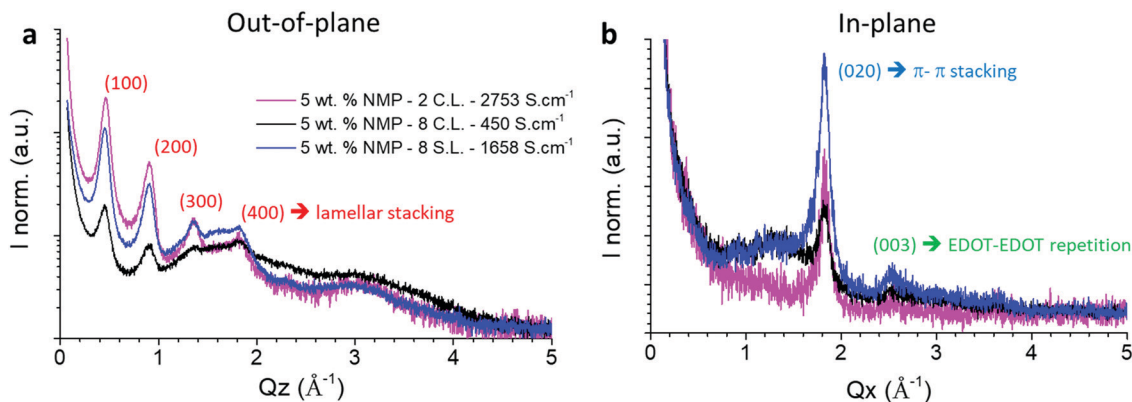 Out-of-plane
a
I norm. (a.u.)
(100)
(200)
(300)
(400) ➔ lamellar stacking
5 wt. % NMP - 2 C.L. - 2753 S.cm⁻¹
5 wt. % NMP - 8 C.L. - 450 S.cm⁻¹
5 wt. % NMP - 8 S.L. - 1658 S.cm⁻¹
0 1 2 3 4 5
Qz (Å⁻¹)
In-plane
b
I norm. (a.u.)
(020) ➔ π- π stacking
(003) ➔ EDOT-EDOT repetition
0 1 2 3 4 5
Qx (Å⁻¹)